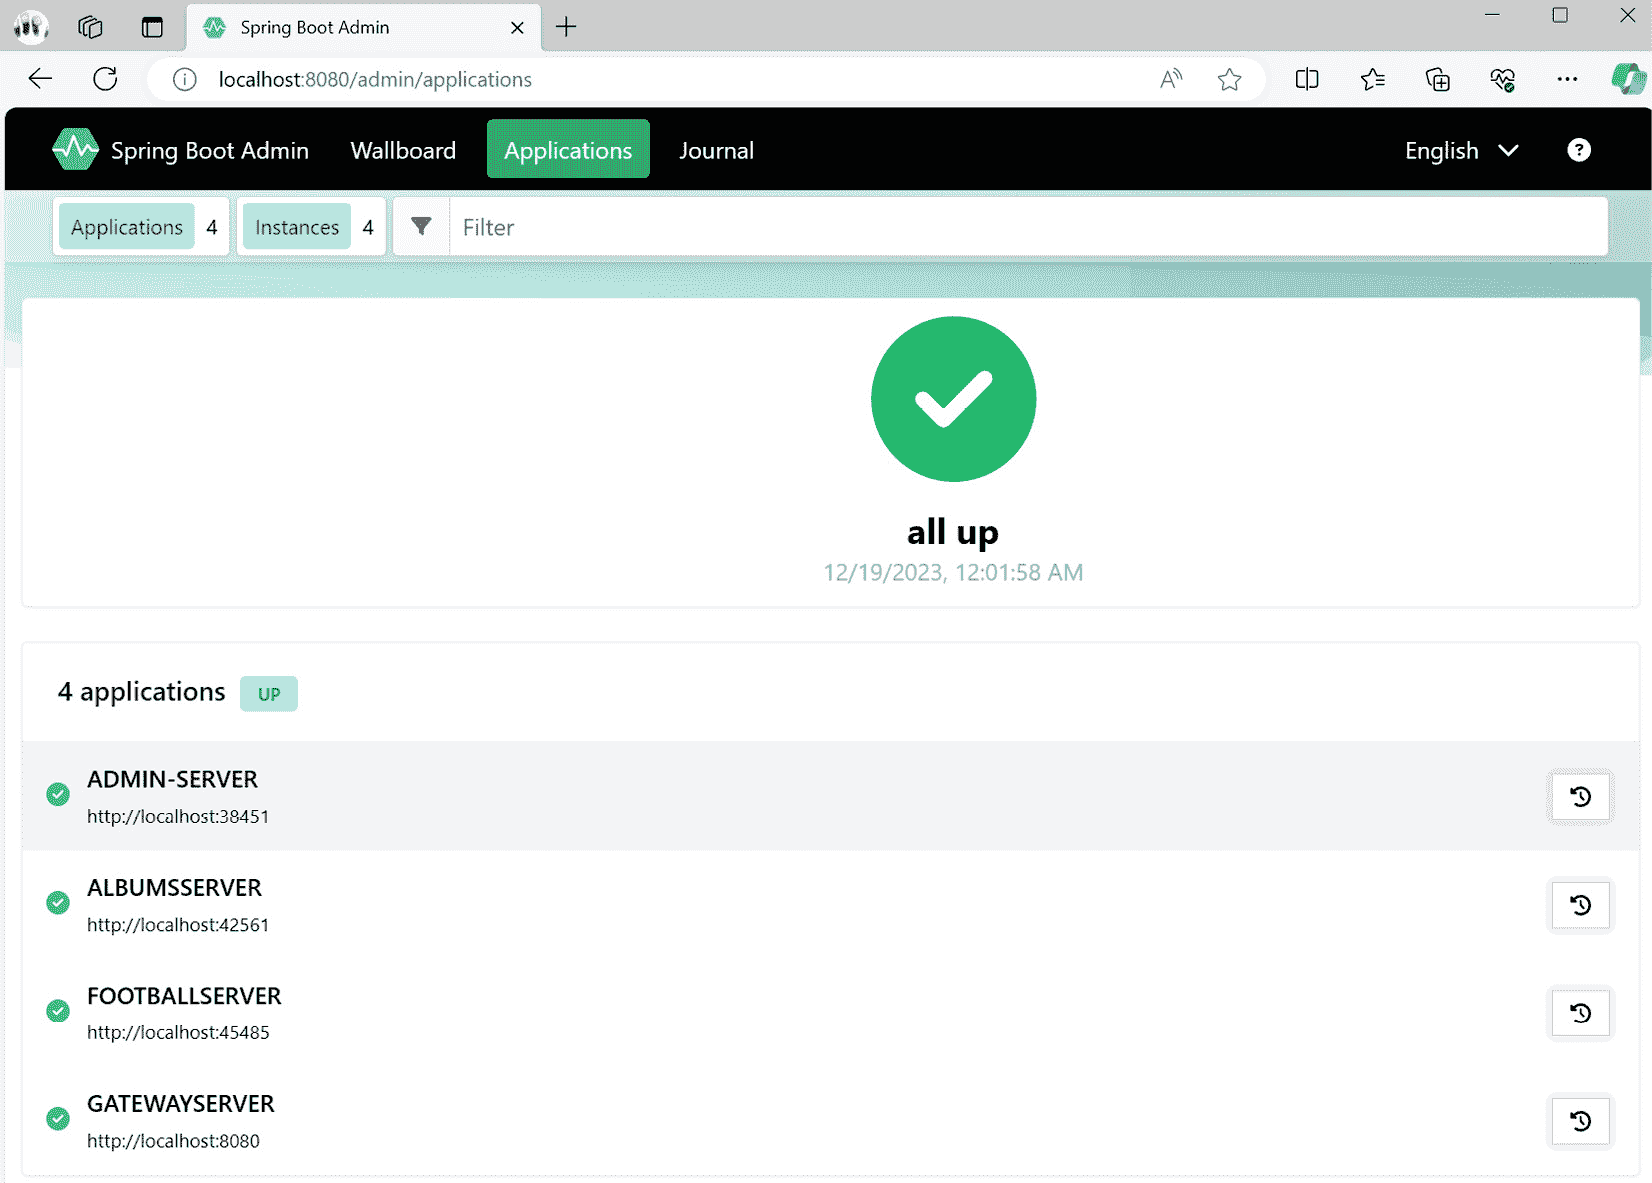 Spring Boot Admin
localhost:8080/admin/applications
Spring Boot Admin Wallboard Applications Journal English ?
Applications 4 Instances 4 Filter
all up
12/19/2023, 12:01:58 AM
4 applications UP
ADMIN-SERVER
http://localhost:38451
ALBUMSSERVER
http://localhost:42561
FOOTBALLSERVER
http://localhost:45485
GATEWAYSERVER
http://localhost:8080